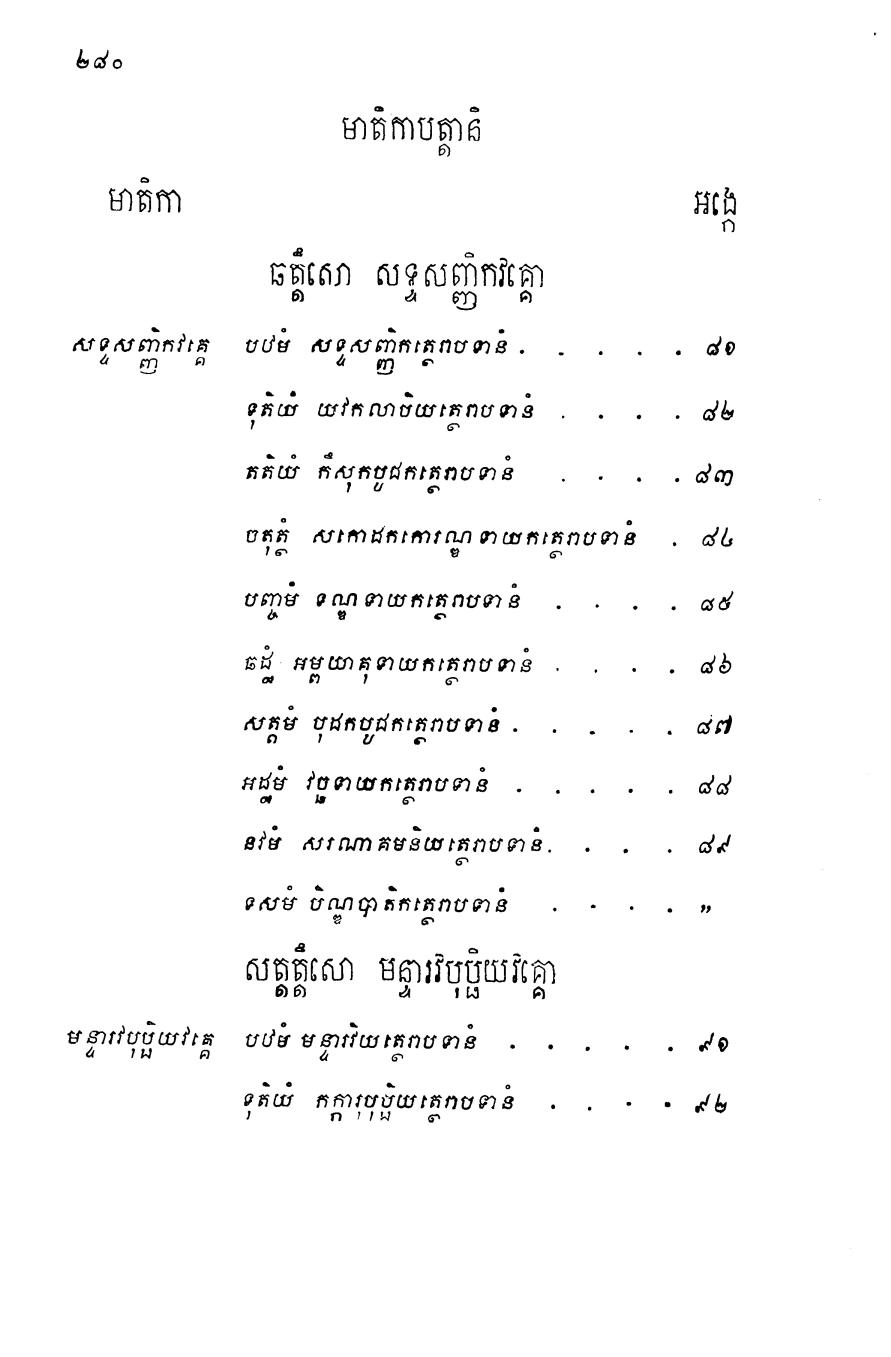 ២៨០
មាតិកាបត្តានិ
មាតិកា អង្កេ
ឆត្តឹសោ សទ្ទសញ្ញិកវគ្គោ
សទ្ទសញ្ញិកវគ្គេ បឋមំ សទ្ទសញ្ញិកត្ថេរាបទានំ . . . . . ៨១
ទុតិយំ យវកលាបិយត្ថេរាបទានំ . . . . ៨២
តតិយំ កឹសុកបូជកត្ថេរាបទានំ . . . . ៨៣
ចតុត្ថំ សកោដកកោរណ្ឌទាយកត្ថេរាបទានំ . ៨៤
បញ្ចមំ ទណ្ឌទាយកត្ថេរាបទានំ . . . . . ៨៥
ឆដ្ឋំ អម្ពយាគុទាយកត្ថេរាបទានំ . . . . ៨៦
សត្តមំ បុដកបូជកត្ថេរាបទានំ . . . . . ៨៧
អដ្ឋមំ វច្ឆទាយកត្ថេរាបទានំ . . . . . ៨៨
នវមំ សរណាគមនិយត្ថេរាបទានំ . . . . ៨៩
ទសមំ បិណ្ឌបាតិកត្ថេរាបទានំ . . . . . "
សត្តត្តឹសោ មន្ទារវិបុប្ផិយវគ្គោ
មន្ទារវបុប្ផិយវគ្គេ បឋមំ មន្ទារវិយត្ថេរាបទានំ . . . . . ៩១
ទុតិយំ កក្ការុបុប្ផិយត្ថេរាបទានំ . . . . ៩២